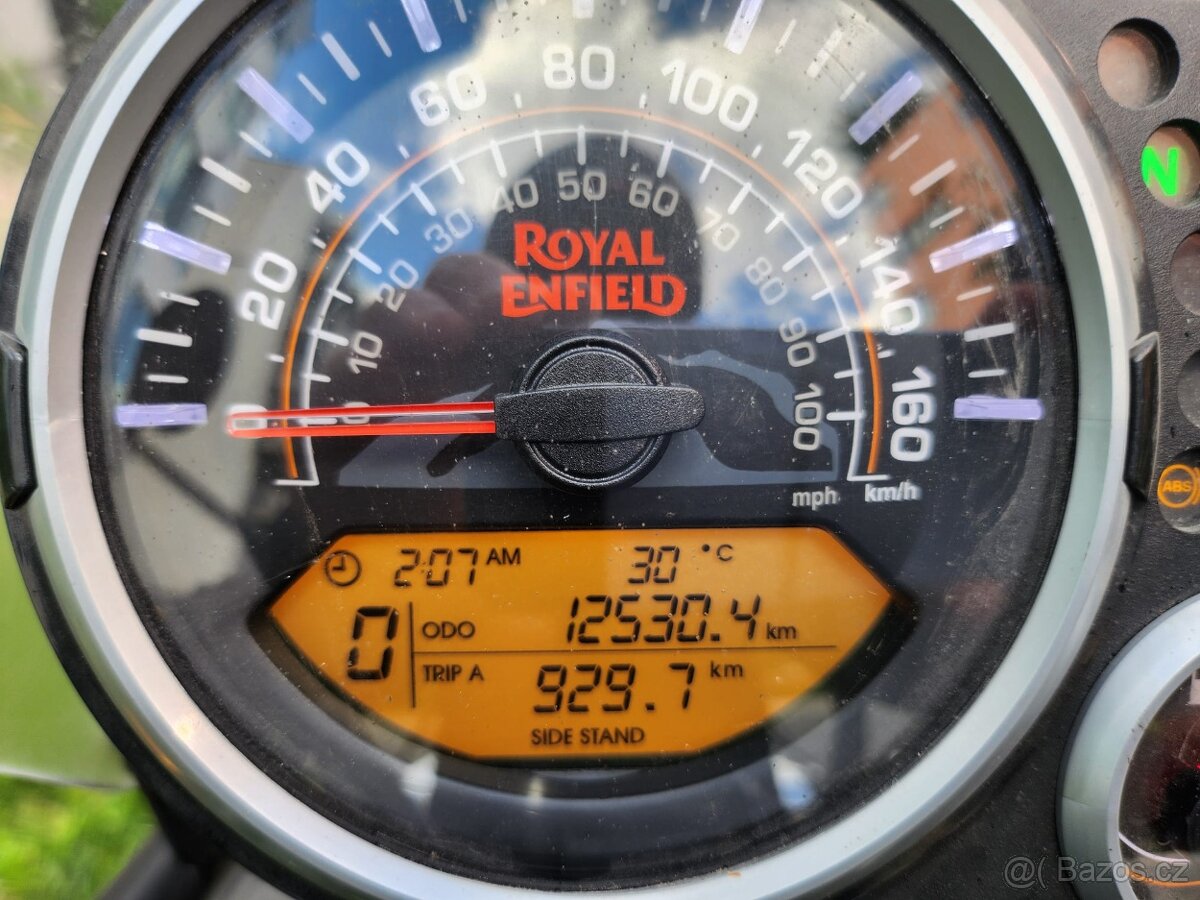 0 20 40 60 80 100 120 140 160
10 20 30 40 50 60 70 80 90 100
ROYAL
ENFIELD
N
mph km/h
ABS
2:07 AM 30 °C
0 ODO 12530.4 km
TRIP A 929.7 km
SIDE STAND
@ Bazos.cz